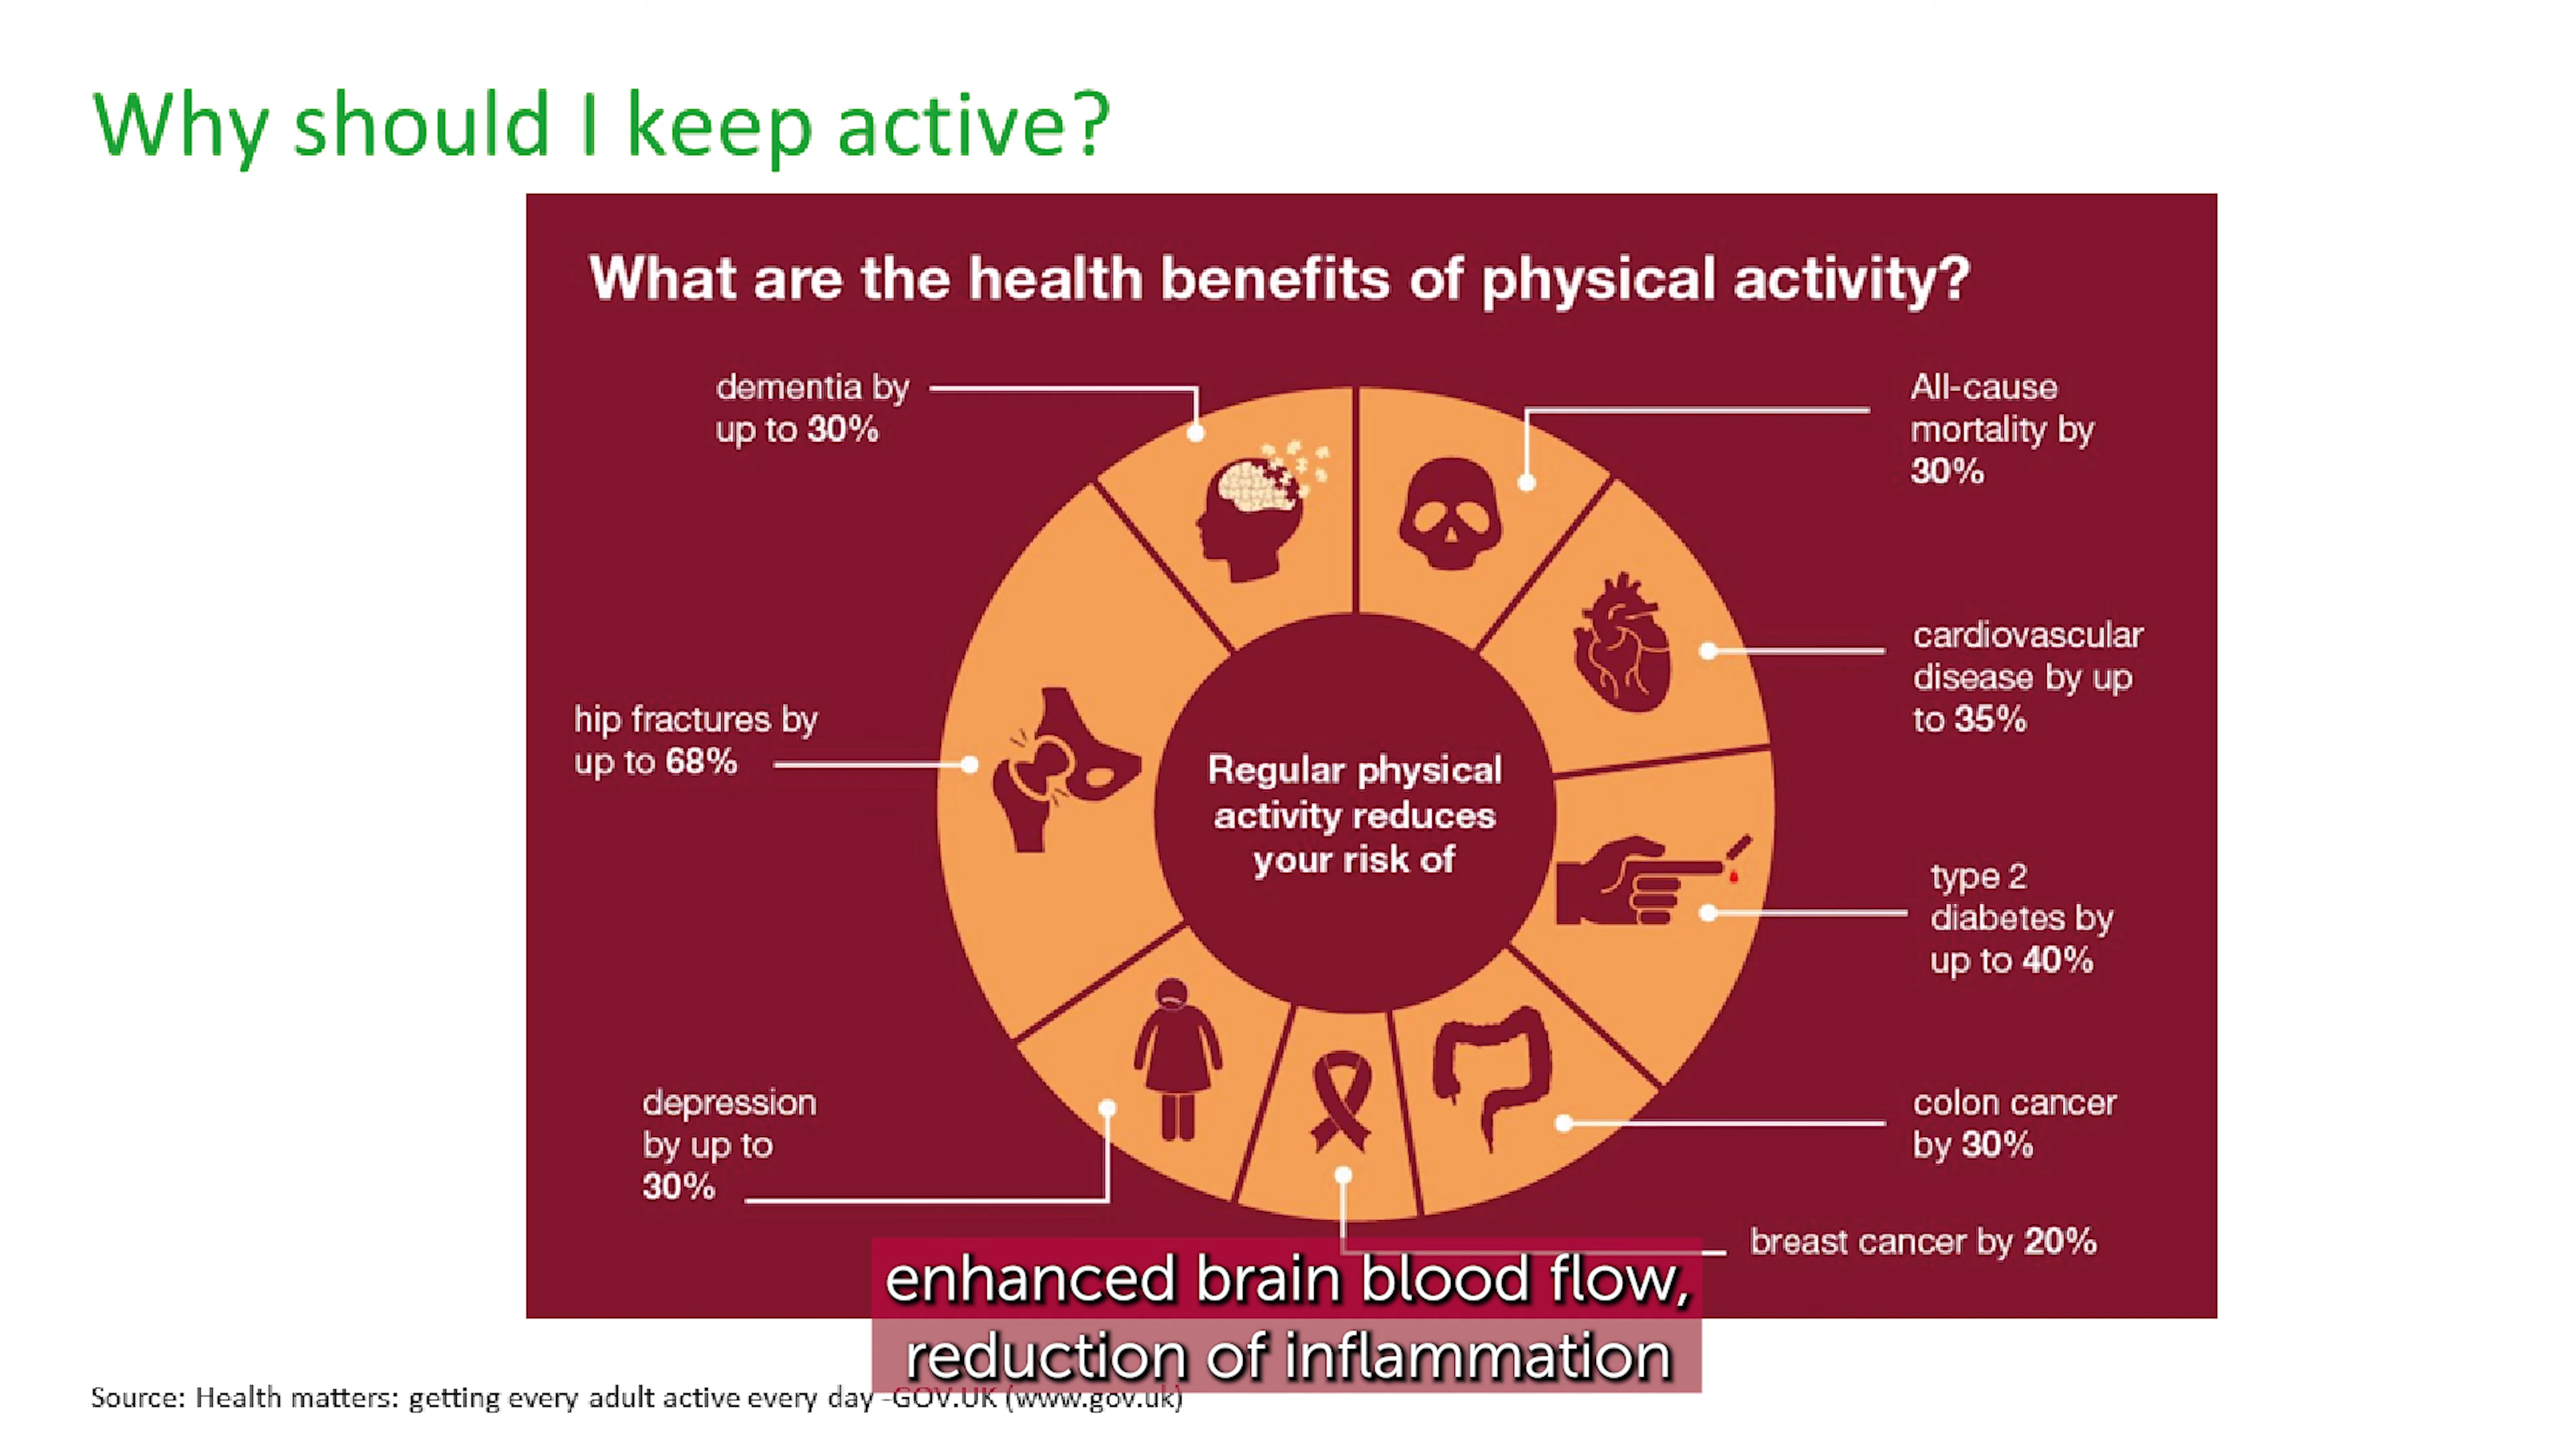 Why should I keep active?
What are the health benefits of physical activity?
dementia by
up to 30%
All-cause
mortality by
30%
cardiovascular
disease by up
to 35%
hip fractures by
up to 68%
Regular physical
activity reduces
your risk of
type 2
diabetes by
up to 40%
depression
by up to
30%
colon cancer
by 30%
breast cancer by 20%
enhanced brain blood flow,
reduction of inflammation
Source: Health matters: getting every adult active every day -GOV.UK (www.gov.uk)